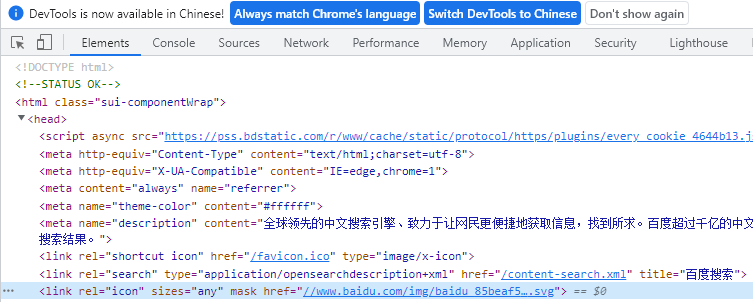 DevTools is now available in Chinese! Always match Chrome's language Switch DevTools to Chinese Don't show again
Elements Console Sources Network Performance Memory Application Security Lighthouse
<!DOCTYPE html>
<!--STATUS OK-->
<html class="sui-componentWrap">
<head>
<script async src="https://pss.bdstatic.com/r/www/cache/static/protocol/https/plugins/every_cookie_4644b13.js
<meta http-equiv="Content-Type" content="text/html;charset=utf-8">
<meta http-equiv="X-UA-Compatible" content="IE=edge,chrome=1">
<meta content="always" name="referrer">
<meta name="theme-color" content="#ffffff">
<meta name="description" content="全球领先的中文搜索引擎、致力于让网民更便捷地获取信息，找到所求。百度超过千亿的中文
搜索结果。">
<link rel="shortcut icon" href="/favicon.ico" type="image/x-icon">
<link rel="search" type="application/opensearchdescription+xml" href="/content-search.xml" title="百度搜索">
<link rel="icon" sizes="any" mask href="//www.baidu.com/img/baidu_85beaf5….svg"> == $0